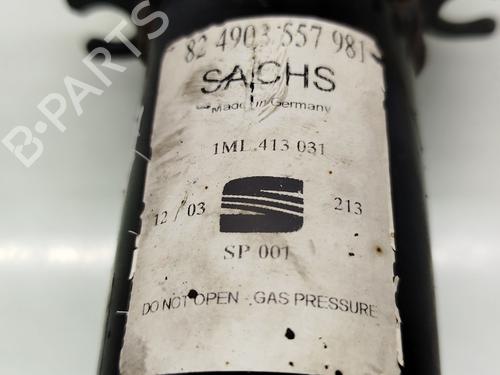 82 4903 557 981
SACHS
Made in Germany
1ML 413 031
12 / 03 213
SP 001
DO NOT OPEN - GAS PRESSURE